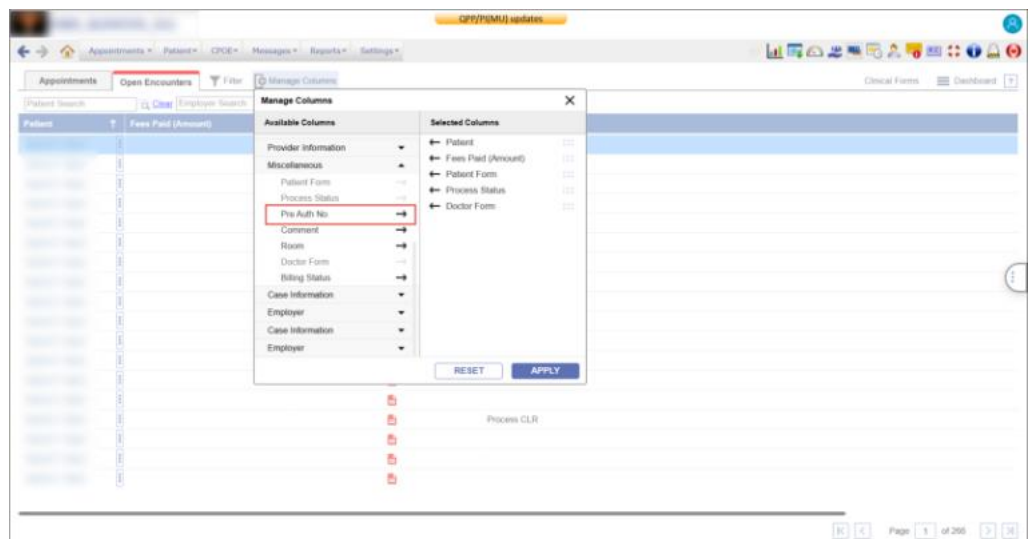 QPP/PI(MU) updates
Appointments Patient CPOE Messages Reports Settings
Appointments Open Encounters Filter Manage Columns Clinical Forms Dashboard ?
Patient Search Clear Employer Search
Patient Fees Paid (Amount)
Manage Columns
Available Columns Selected Columns
Provider Information Patient
Miscellaneous Fees Paid (Amount)
Patient Form Patient Form
Process Status Process Status
Pre Auth No Doctor Form
Comment
Room
Doctor Form
Billing Status
Case Information
Employer
Case Information
Employer
RESET APPLY
Process CLR
Page 1 of 266